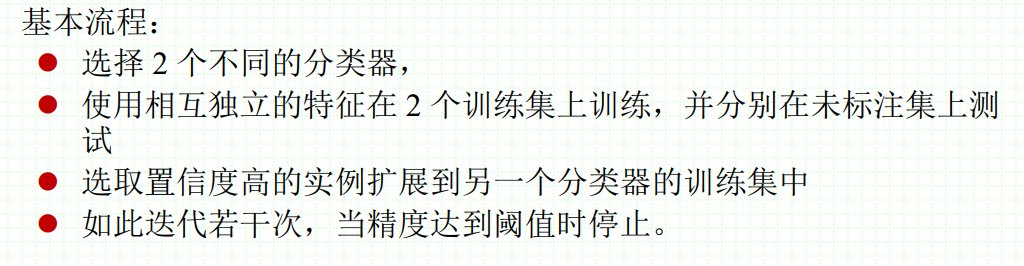 基本流程:
● 选择 2 个不同的分类器,
● 使用相互独立的特征在 2 个训练集上训练，并分别在未标注集上测
试
● 选取置信度高的实例扩展到另一个分类器的训练集中
● 如此迭代若干次，当精度达到阈值时停止。